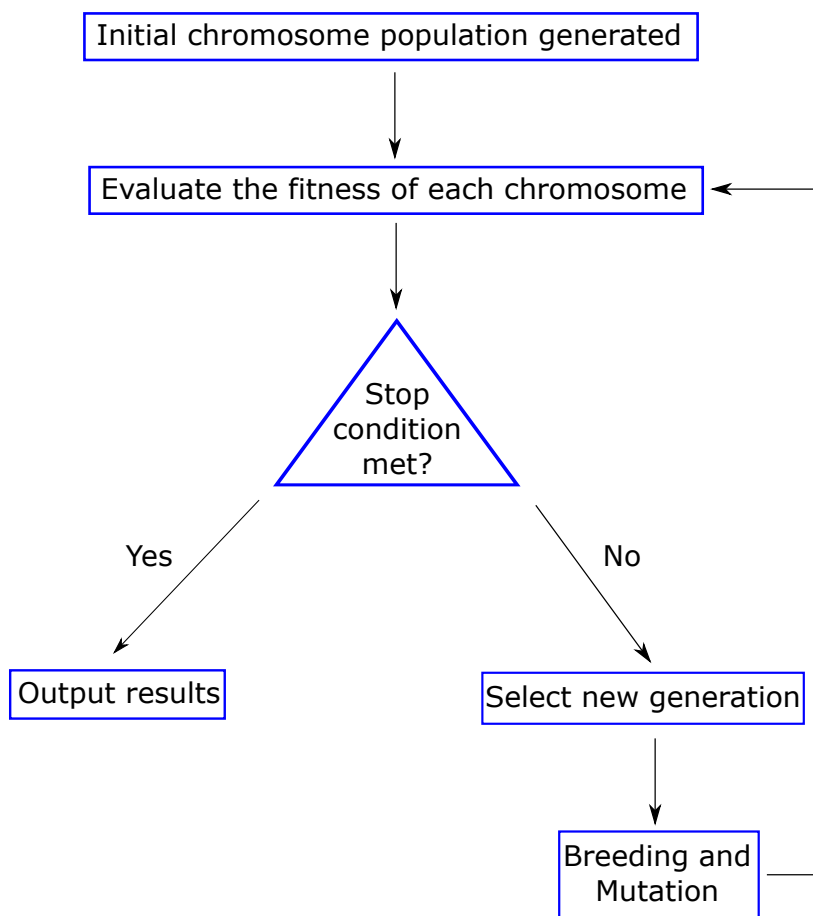 Initial chromosome population generated
Evaluate the fitness of each chromosome
Stop
condition
met?
Yes
No
Output results
Select new generation
Breeding and
Mutation